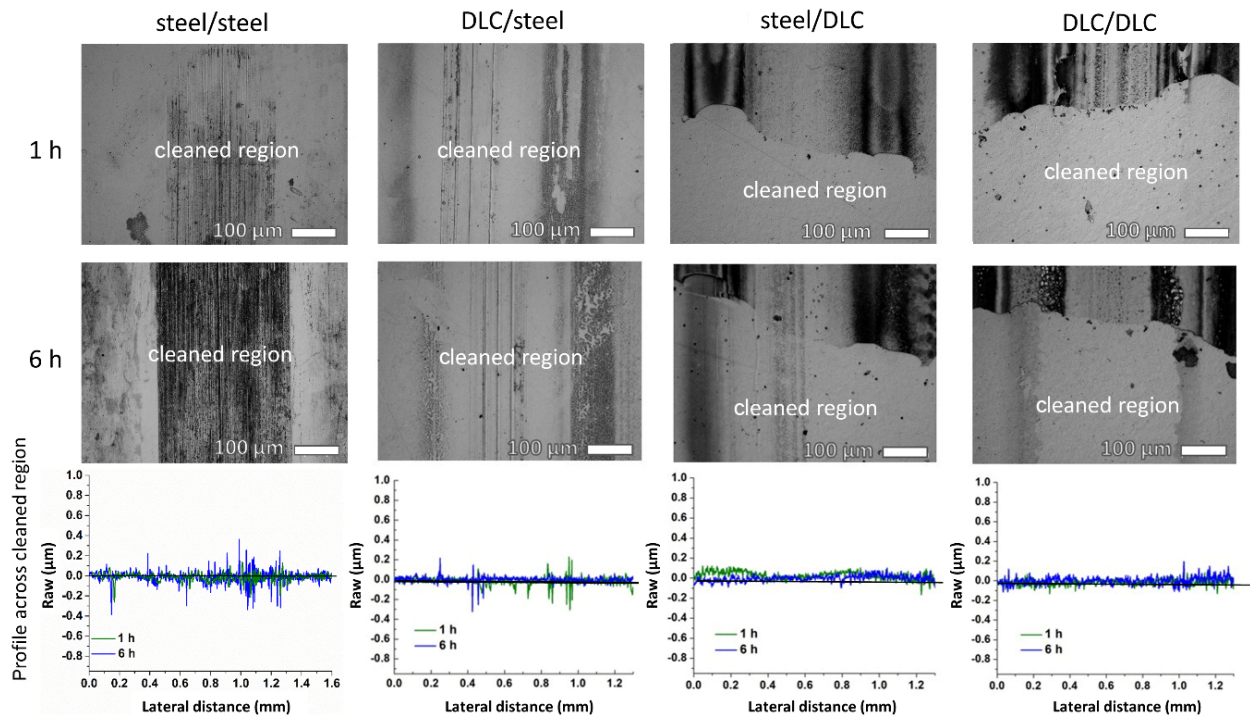 steel/steel
DLC/steel
steel/DLC
DLC/DLC
1 h
cleaned region
100 µm
cleaned region
100 µm
cleaned region
100 µm
cleaned region
100 µm
6 h
cleaned region
100 µm
cleaned region
100 µm
cleaned region
100 µm
cleaned region
100 µm
Profile across cleaned region
Raw (µm)
1.0
0.8
0.6
0.4
0.2
0.0
-0.2
-0.4
-0.6
-0.8
1 h
6 h
0.0 0.2 0.4 0.6 0.8 1.0 1.2 1.4 1.6
Lateral distance (mm)
Raw (µm)
1.0
0.8
0.6
0.4
0.2
0.0
-0.2
-0.4
-0.6
-0.8
1 h
6 h
0.0 0.2 0.4 0.6 0.8 1.0 1.2
Lateral distance (mm)
Raw (µm)
1.0
0.8
0.6
0.4
0.2
0.0
-0.2
-0.4
-0.6
-0.8
1 h
6 h
0.0 0.2 0.4 0.6 0.8 1.0 1.2
Lateral distance (mm)
Raw (µm)
1.0
0.8
0.6
0.4
0.2
0.0
-0.2
-0.4
-0.6
-0.8
1 h
6 h
0.0 0.2 0.4 0.6 0.8 1.0 1.2
Lateral distance (mm)